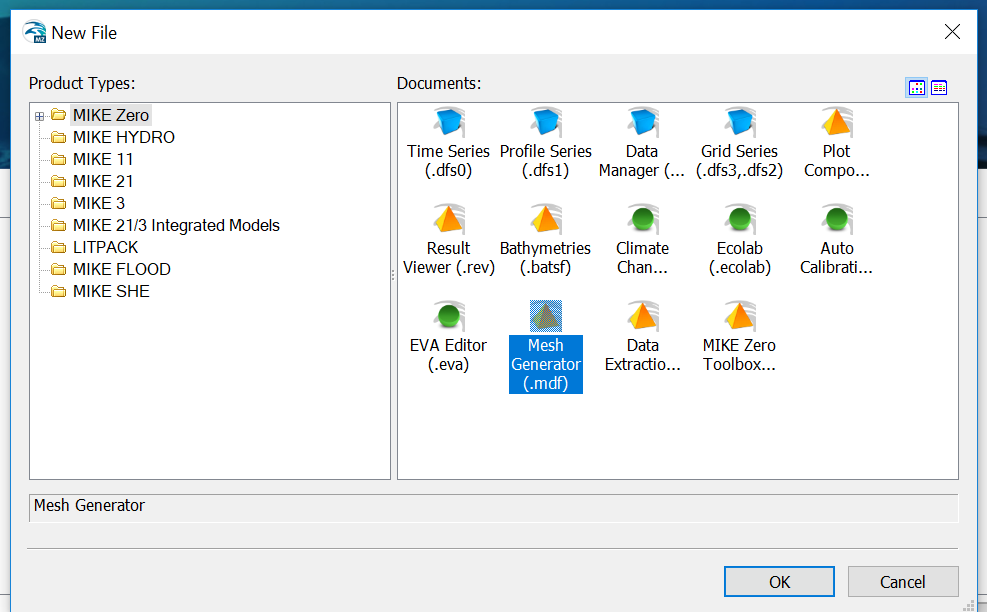 New File
Product Types:
Documents:
MIKE Zero
MIKE HYDRO
MIKE 11
MIKE 21
MIKE 3
MIKE 21/3 Integrated Models
LITPACK
MIKE FLOOD
MIKE SHE
Time Series
(.dfs0)
Profile Series
(.dfs1)
Data
Manager (...
Grid Series
(.dfs3,.dfs2)
Plot
Compo...
Result
Viewer (.rev)
Bathymetries
(.batsf)
Climate
Chan...
Ecolab
(.ecolab)
Auto
Calibrati...
EVA Editor
(.eva)
Mesh
Generator
(.mdf)
Data
Extractio...
MIKE Zero
Toolbox...
Mesh Generator
OK
Cancel